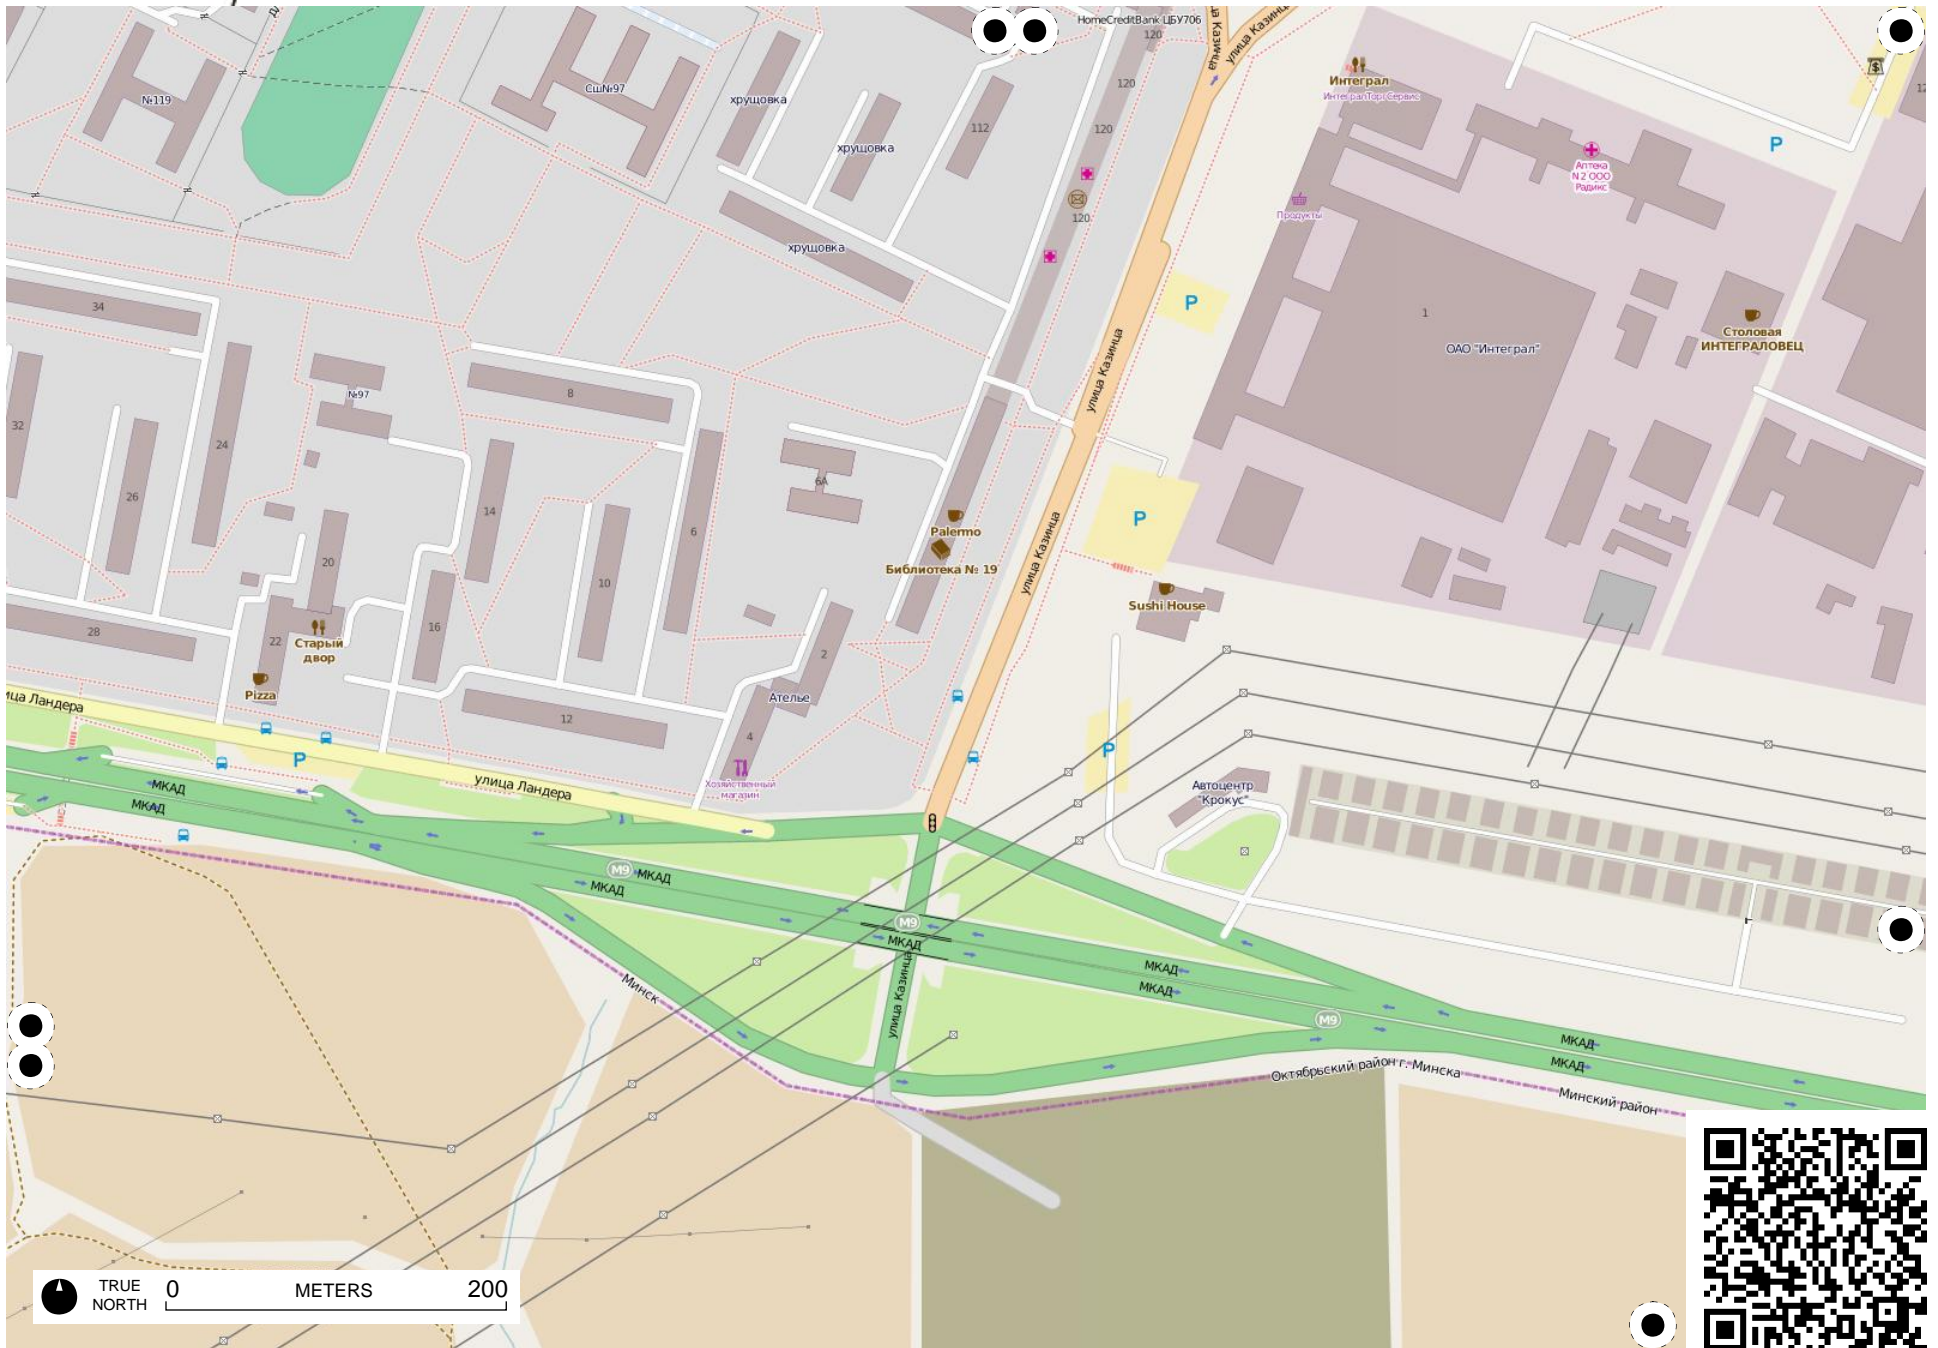 HomeCreditBank ЦБУ706
120
улица Казинца
Интеграл
ИнтегралТоргСервис
№119
Сш№97
хрущовка
120
120
112
P
хрущовка
Аптека
N 2 ООО
Радикс
Продукты
120
хрущовка
34
P
1
ОАО "Интеграл"
Столовая
ИНТЕГРАЛОВЕЦ
улица Казинца
№97
8
32
24
26
14
6А
6
P
Palermo
Библиотека № 19
улица Казинца
20
10
Sushi House
28
22
Старый
двор
16
2
Pizza
Ателье
12
4
P
P
улица Ландера
Хозяйственный
магазин
Автоцентр
"Крокус"
МКАД
МКАД
M9
МКАД
МКАД
M9
МКАД
МКАД
МКАД
Минск
улица Казинца
M9
МКАД
МКАД
Октябрьский район г. Минска
Минский район
TRUE
NORTH
0 METERS 200